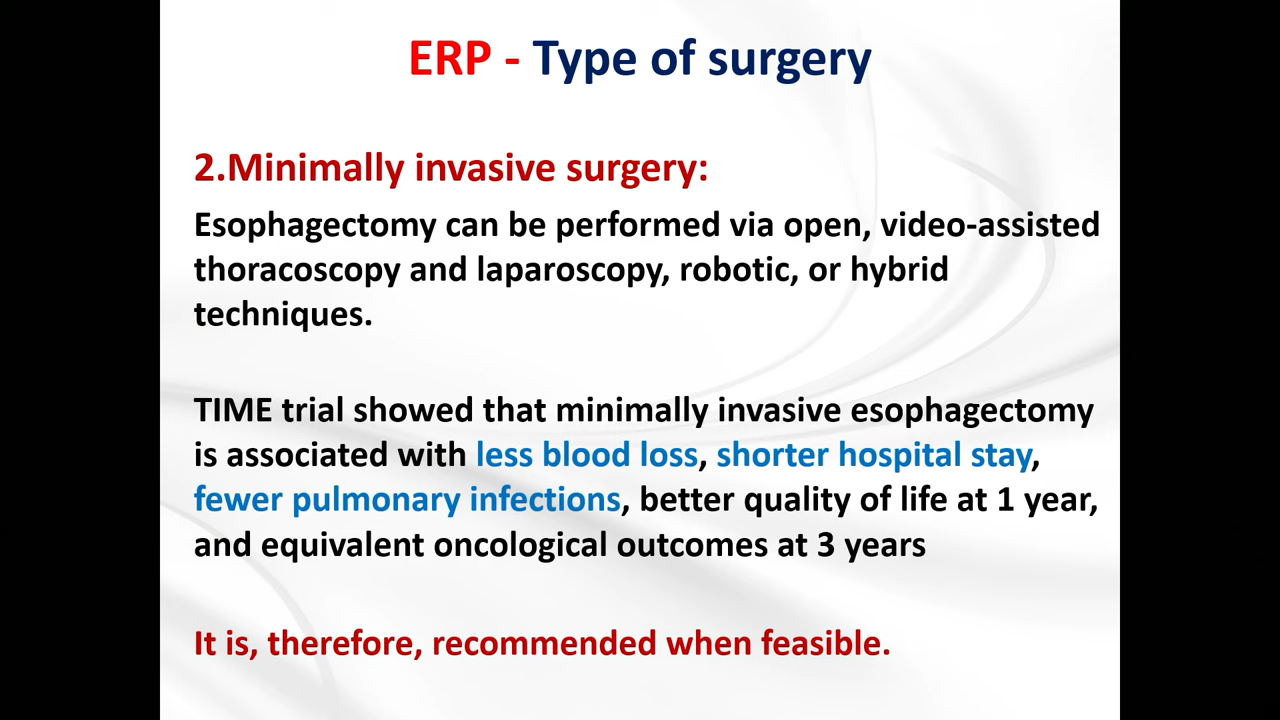 ERP - Type of surgery
2.Minimally invasive surgery:
Esophagectomy can be performed via open, video-assisted
thoracoscopy and laparoscopy, robotic, or hybrid
techniques.
TIME trial showed that minimally invasive esophagectomy
is associated with less blood loss, shorter hospital stay,
fewer pulmonary infections, better quality of life at 1 year,
and equivalent oncological outcomes at 3 years
It is, therefore, recommended when feasible.